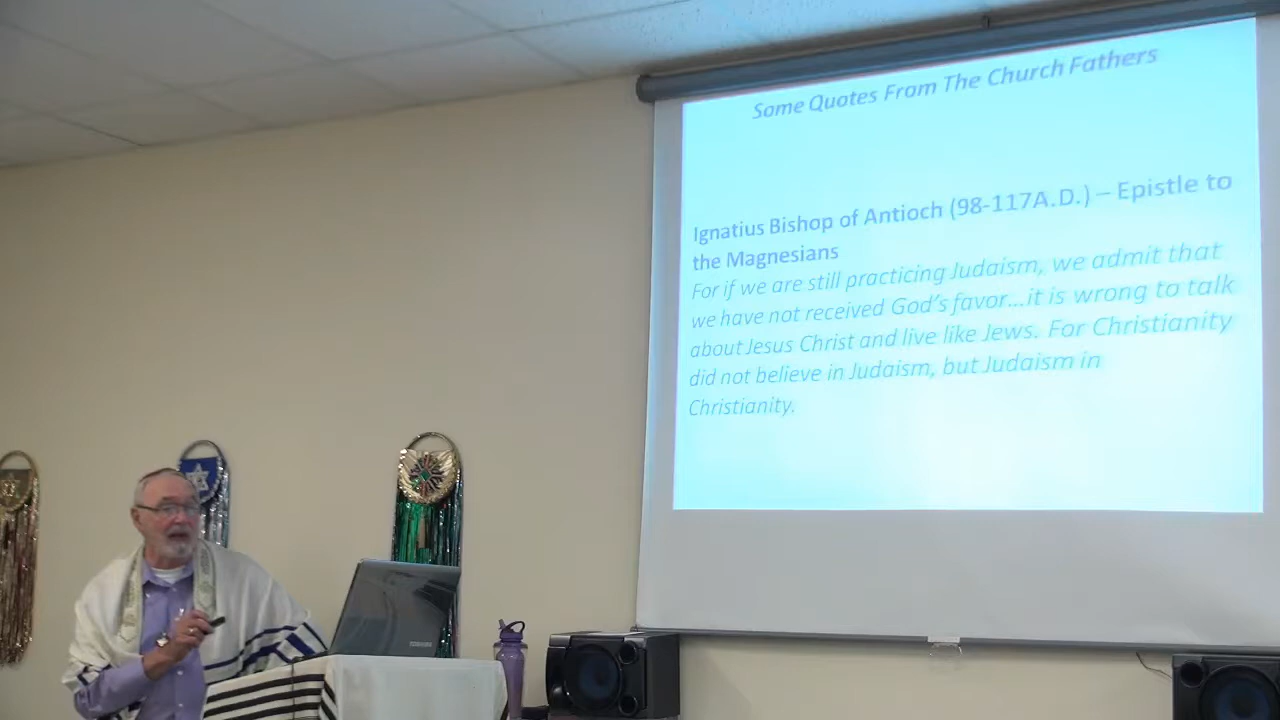 Some Quotes From The Church Fathers
Ignatius Bishop of Antioch (98-117A.D.) – Epistle to
the Magnesians
For if we are still practicing Judaism, we admit that
we have not received God's favor...it is wrong to talk
about Jesus Christ and live like Jews. For Christianity
did not believe in Judaism, but Judaism in
Christianity.
TOSHIBA